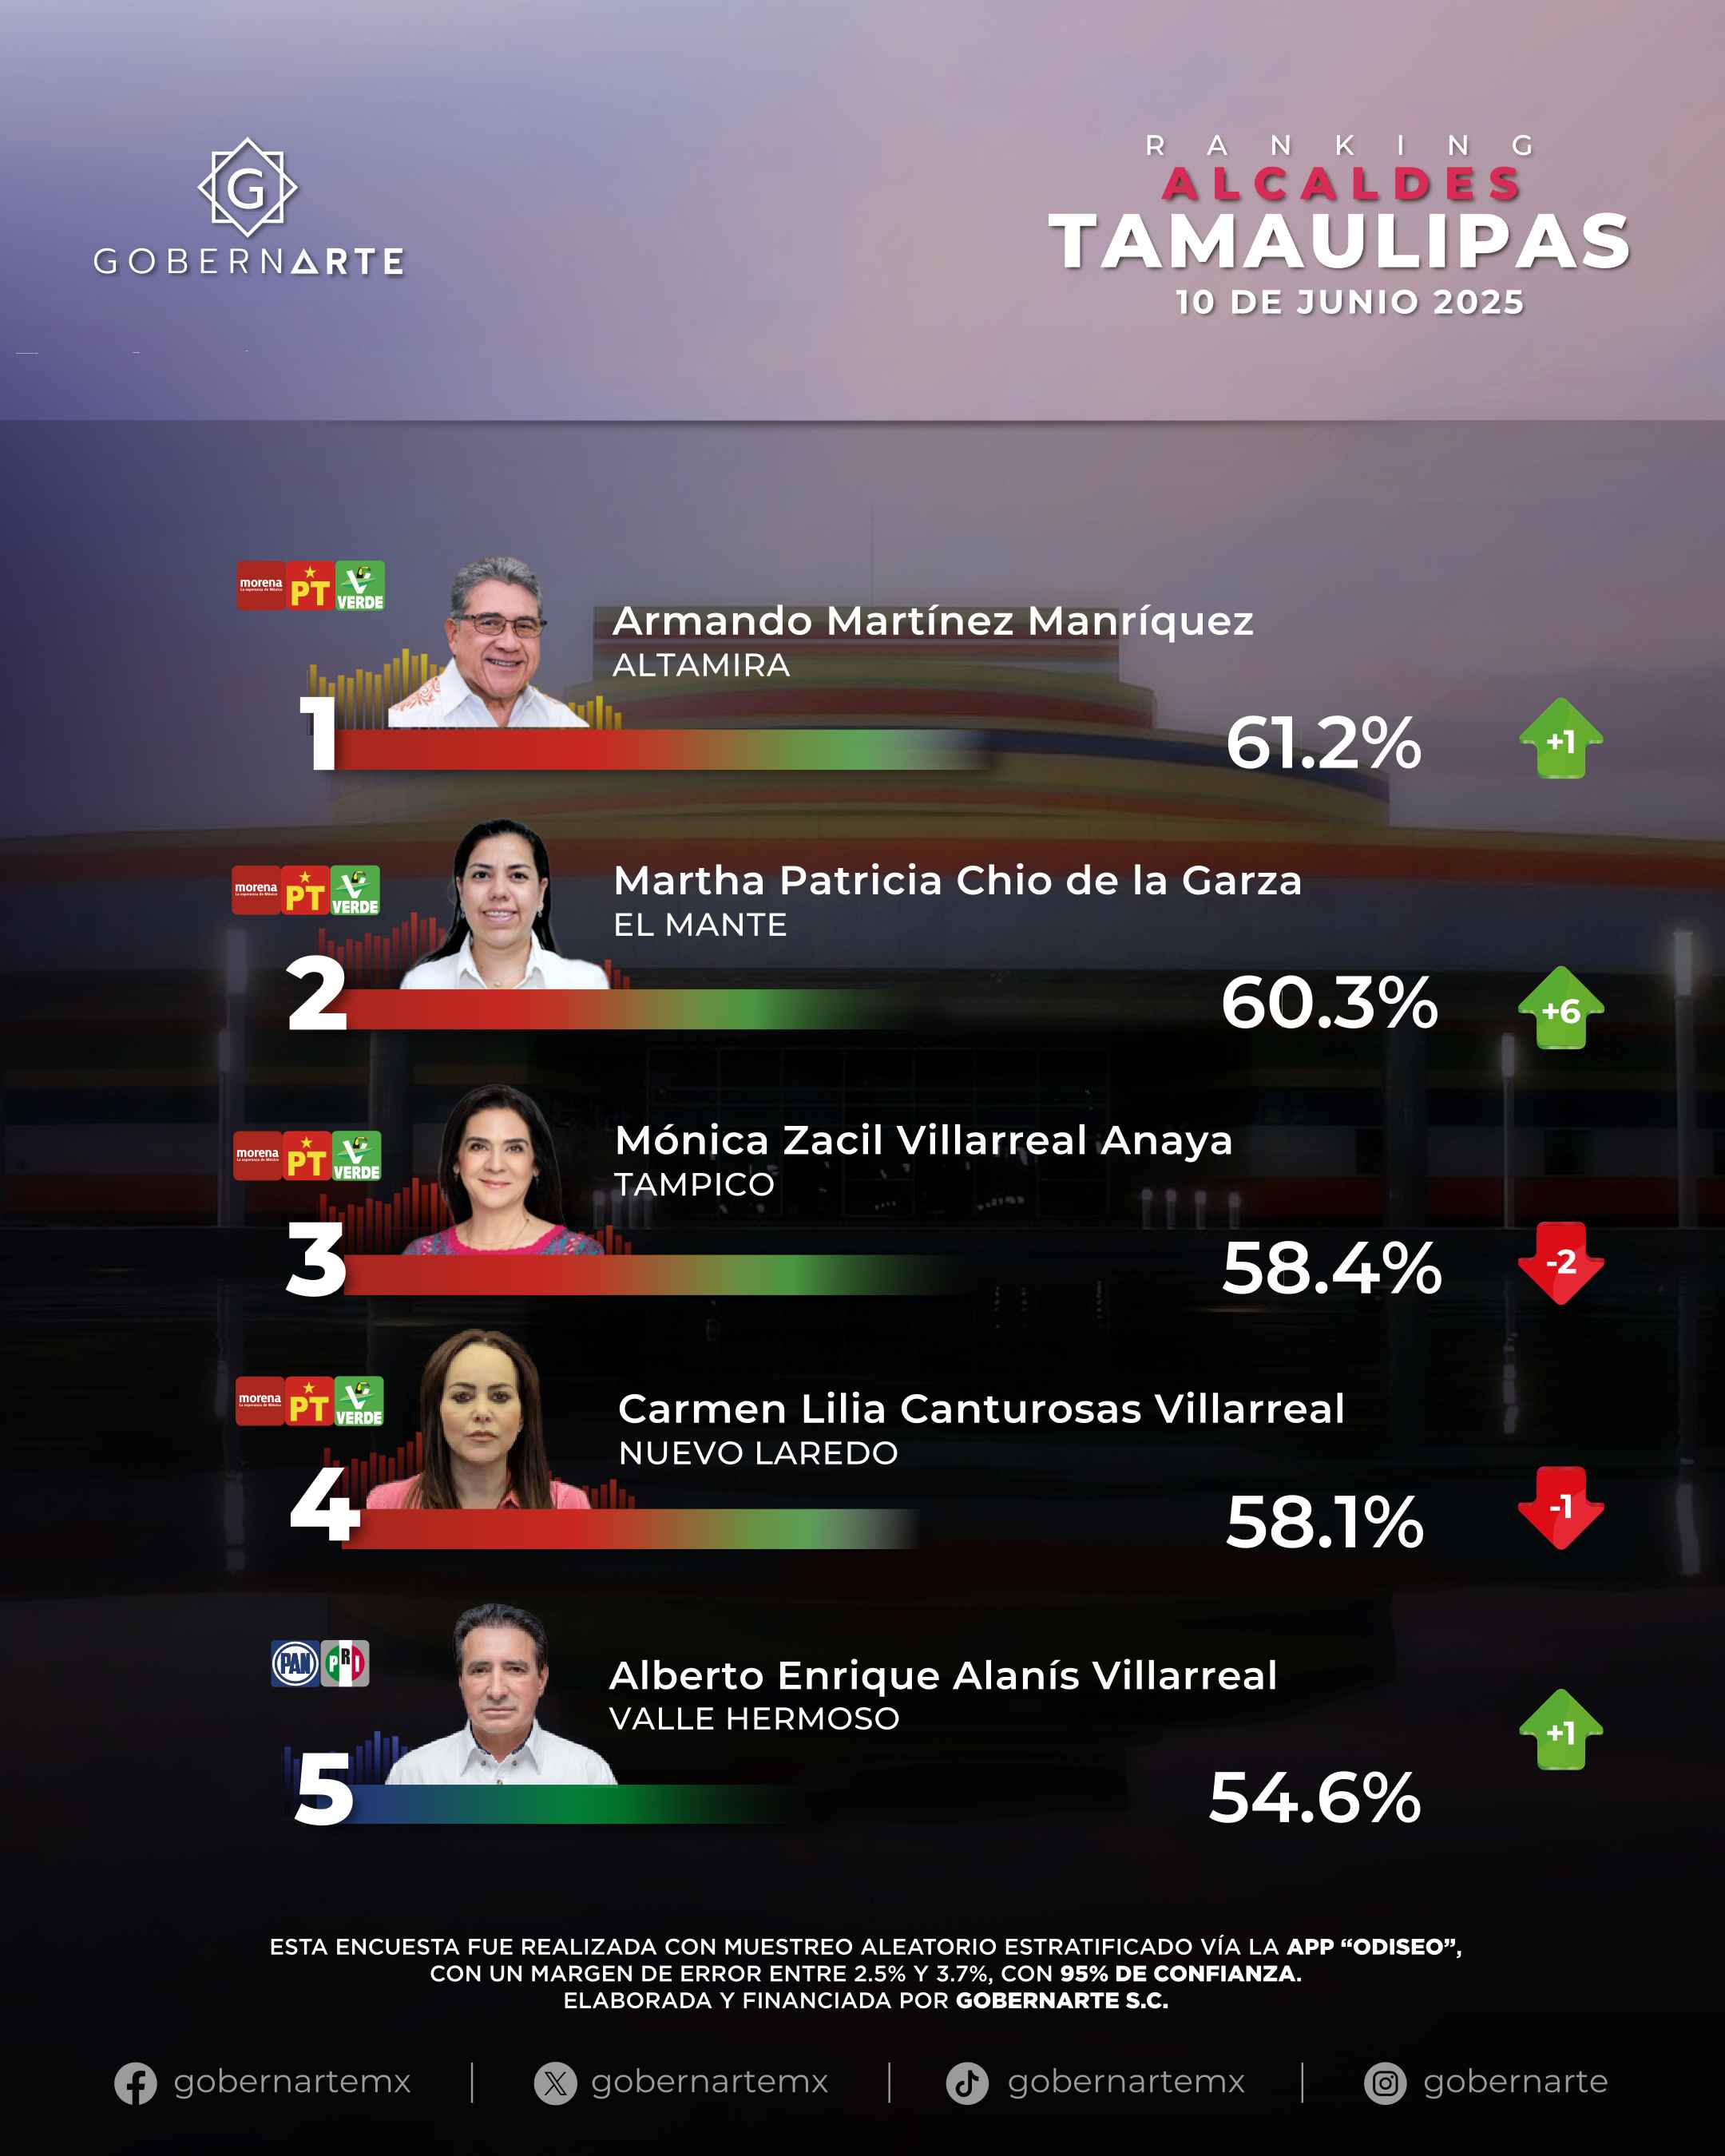 G
GOBERNARTE
RANKING
ALCALDES
TAMAULIPAS
10 DE JUNIO 2025
morena
PT
VERDE
Armando Martínez Manríquez
ALTAMIRA
1
61.2%
+1
morena
PT
VERDE
Martha Patricia Chio de la Garza
EL MANTE
2
60.3%
+6
morena
PT
VERDE
Mónica Zacil Villarreal Anaya
TAMPICO
3
58.4%
-2
morena
PT
VERDE
Carmen Lilia Canturosas Villarreal
NUEVO LAREDO
4
58.1%
-1
PAN
PRI
Alberto Enrique Alanís Villarreal
VALLE HERMOSO
5
54.6%
+1
ESTA ENCUESTA FUE REALIZADA CON MUESTREO ALEATORIO ESTRATIFICADO VÍA LA APP “ODISEO”,
CON UN MARGEN DE ERROR ENTRE 2.5% Y 3.7%, CON 95% DE CONFIANZA.
ELABORADA Y FINANCIADA POR GOBERNARTE S.C.
gobernartemx | gobernartemx | gobernartemx | gobernarte